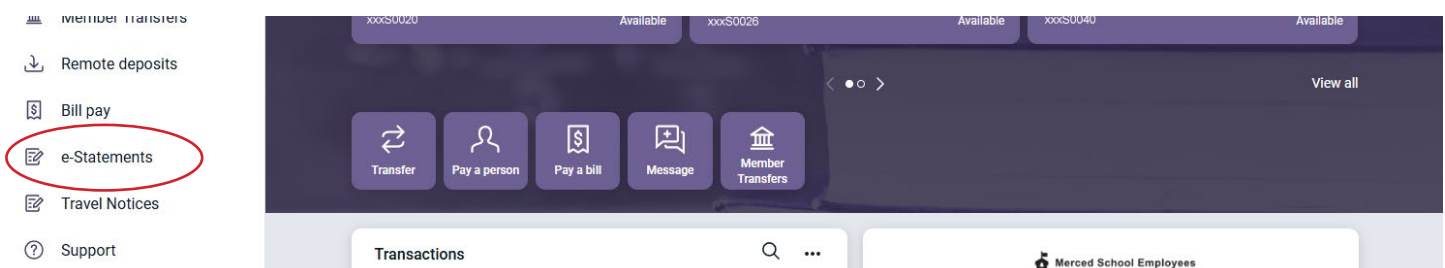 Member Transfers
Remote deposits
Bill pay
e-Statements
Travel Notices
Support
xxxS0020
Available
xxxS0026
Available
xxxS0040
Available
View all
Transfer
Pay a person
Pay a bill
Message
Member
Transfers
Transactions
Merced School Employees